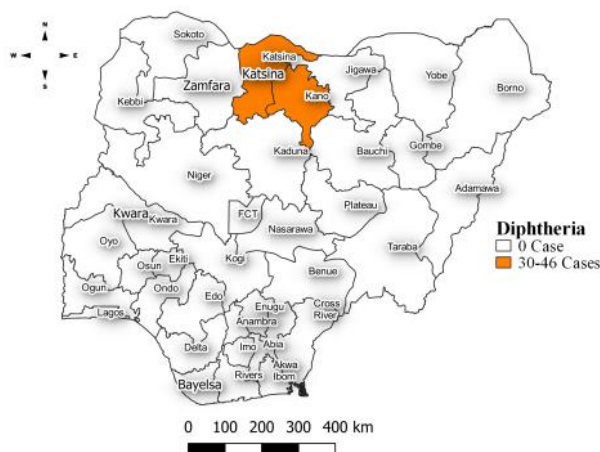 N
W E
S
Sokoto
Katsina
Katsina
Jigawa
Yobe
Borno
Zamfara
Kebbi
Kano
Kaduna
Bauchi
Gombe
Niger
Adamawa
Plateau
Kwara
Kwara
FCT
Nasarawa
Taraba
Oyo
Osun
Ekiti
Kogi
Benue
Ogun
Ondo
Edo
Lagos
Enugu
Anambra
Cross
River
Delta
Imo
Abia
Akwa
Ibom
Rivers
Bayelsa
Diphtheria
0 Case
30-46 Cases
0 100 200 300 400 km